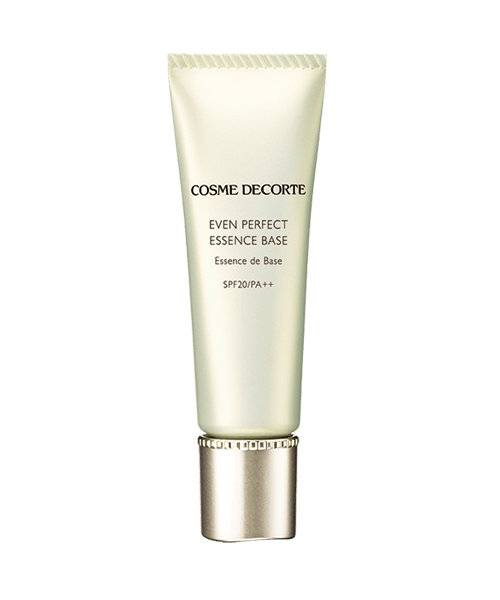 COSME DECORTE
EVEN PERFECT
ESSENCE BASE
Essence de Base
SPF20/PA++